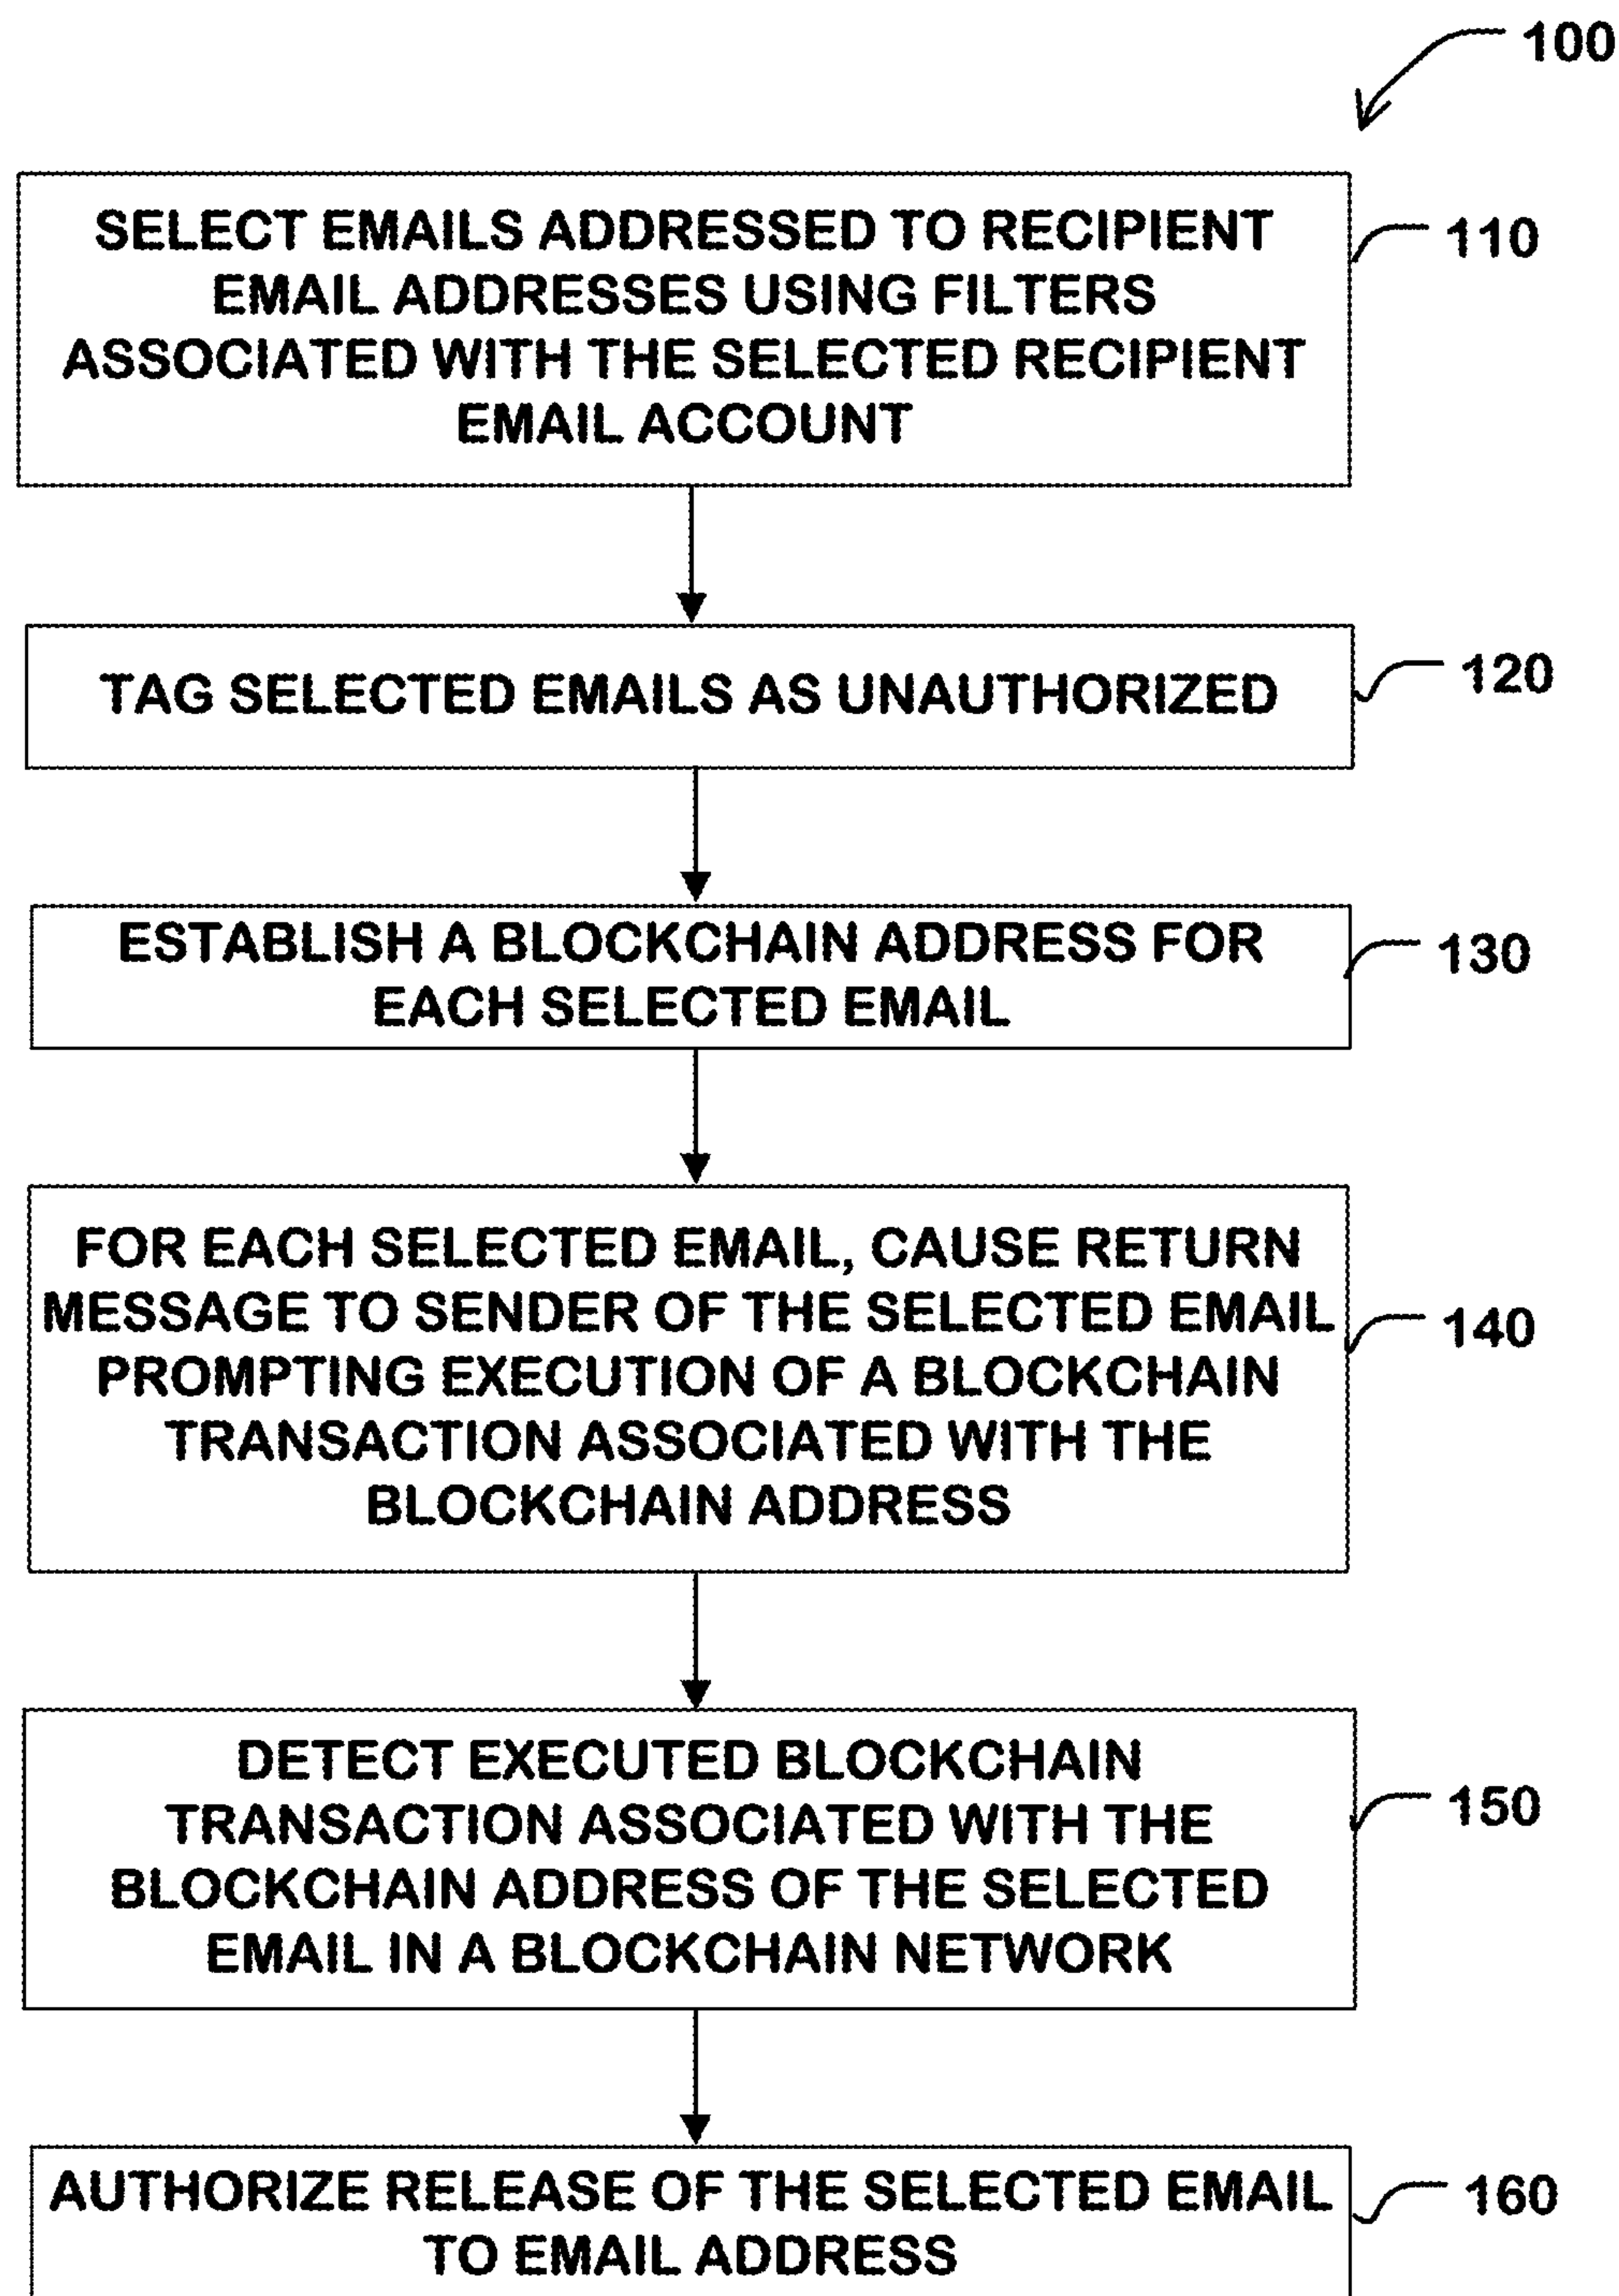 100
SELECT EMAILS ADDRESSED TO RECIPIENT
EMAIL ADDRESSES USING FILTERS
ASSOCIATED WITH THE SELECTED RECIPIENT
EMAIL ACCOUNT
110
TAG SELECTED EMAILS AS UNAUTHORIZED
120
ESTABLISH A BLOCKCHAIN ADDRESS FOR
EACH SELECTED EMAIL
130
FOR EACH SELECTED EMAIL, CAUSE RETURN
MESSAGE TO SENDER OF THE SELECTED EMAIL
PROMPTING EXECUTION OF A BLOCKCHAIN
TRANSACTION ASSOCIATED WITH THE
BLOCKCHAIN ADDRESS
140
DETECT EXECUTED BLOCKCHAIN
TRANSACTION ASSOCIATED WITH THE
BLOCKCHAIN ADDRESS OF THE SELECTED
EMAIL IN A BLOCKCHAIN NETWORK
150
AUTHORIZE RELEASE OF THE SELECTED EMAIL
TO EMAIL ADDRESS
160